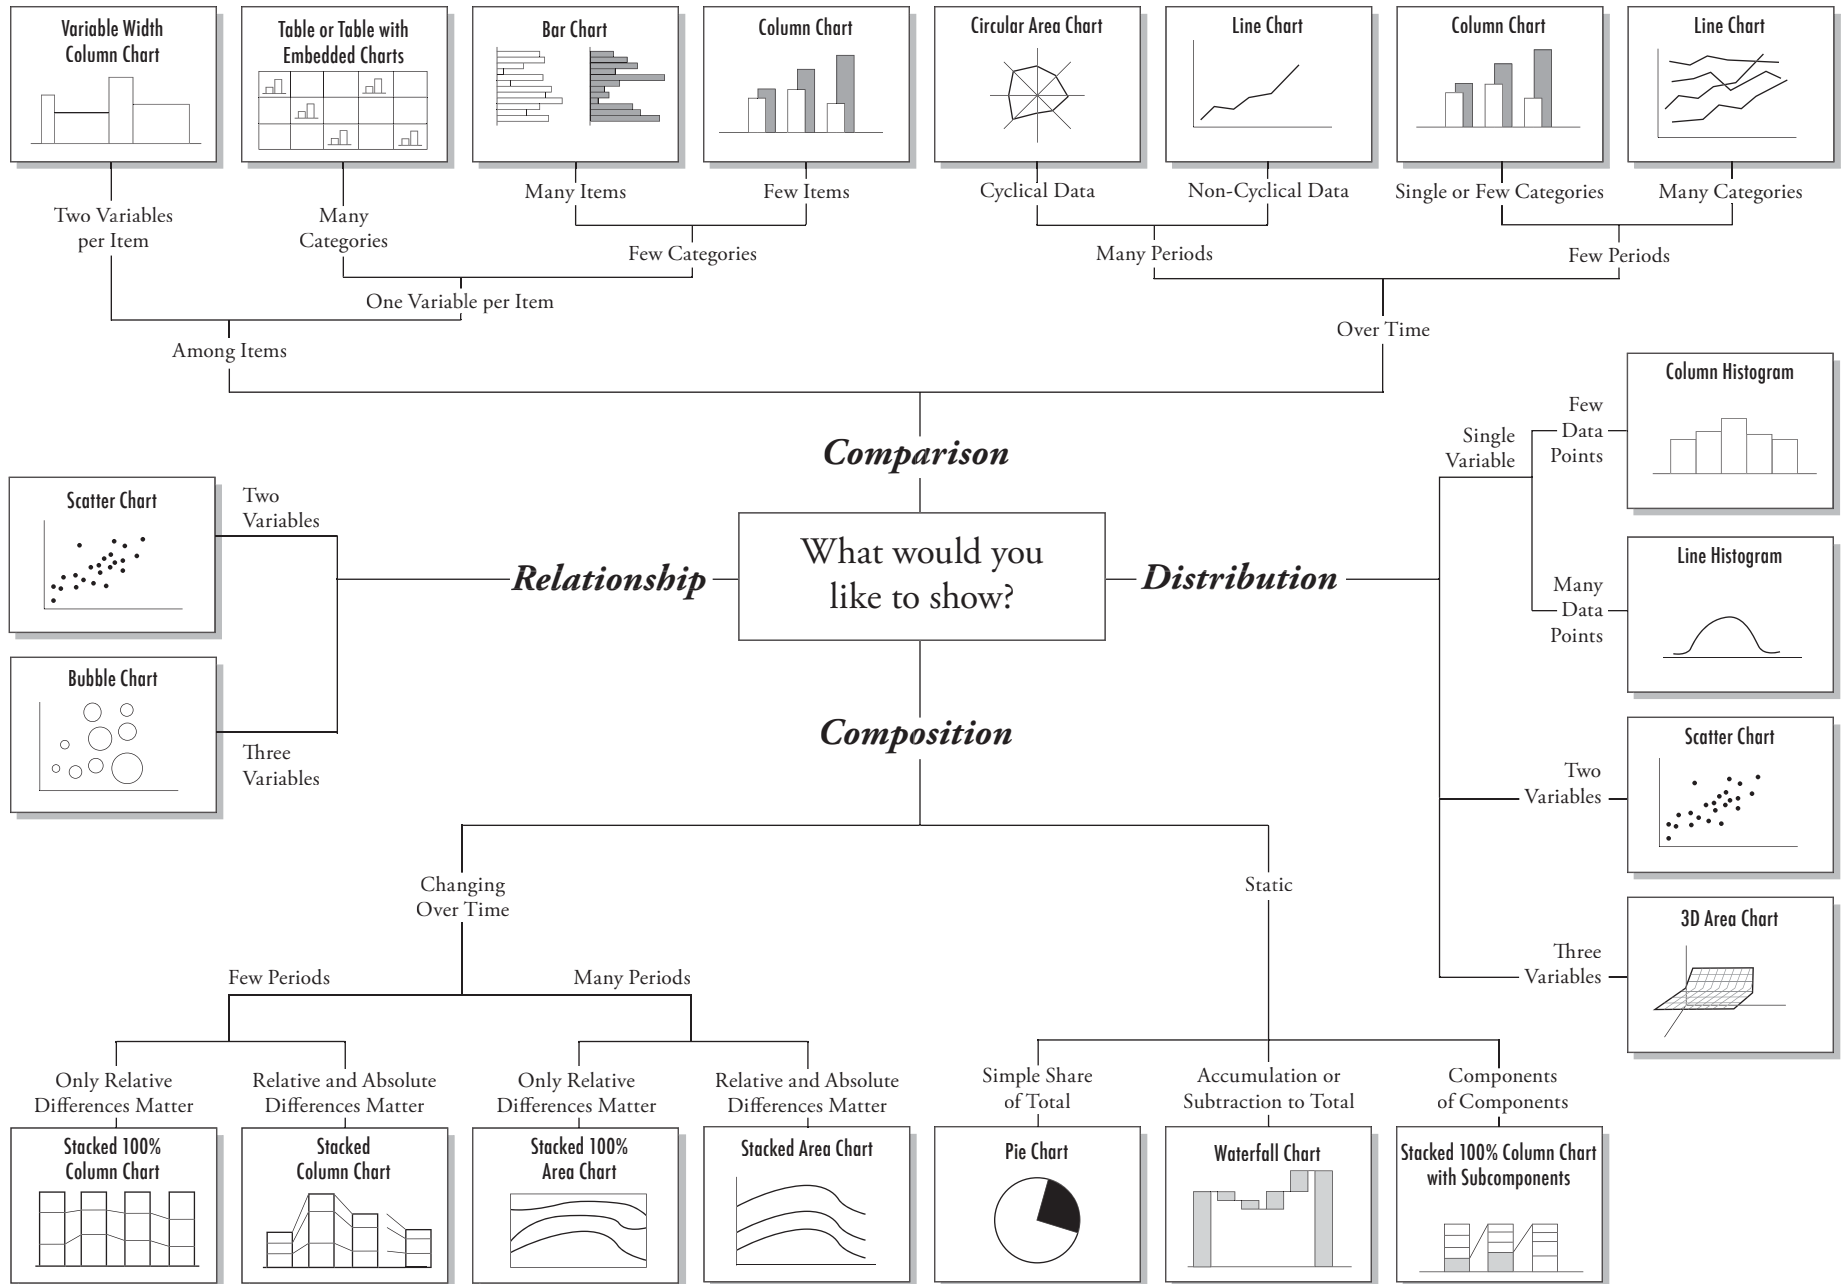 Variable Width
Column Chart
Table or Table with
Embedded Charts
Bar Chart
Column Chart
Circular Area Chart
Line Chart
Column Chart
Line Chart
Two Variables
per Item
Many
Categories
Many Items
Few Items
Cyclical Data
Non-Cyclical Data
Single or Few Categories
Many Categories
Few Categories
Many Periods
Few Periods
One Variable per Item
Over Time
Among Items
Comparison
What would you
like to show?
Relationship
Two
Variables
Scatter Chart
Three
Variables
Bubble Chart
Distribution
Single
Variable
Few
Data
Points
Column Histogram
Many
Data
Points
Line Histogram
Two
Variables
Scatter Chart
Three
Variables
3D Area Chart
Composition
Changing
Over Time
Static
Few Periods
Many Periods
Only Relative
Differences Matter
Relative and Absolute
Differences Matter
Only Relative
Differences Matter
Relative and Absolute
Differences Matter
Simple Share
of Total
Accumulation or
Subtraction to Total
Components
of Components
Stacked 100%
Column Chart
Stacked
Column Chart
Stacked 100%
Area Chart
Stacked Area Chart
Pie Chart
Waterfall Chart
Stacked 100% Column Chart
with Subcomponents